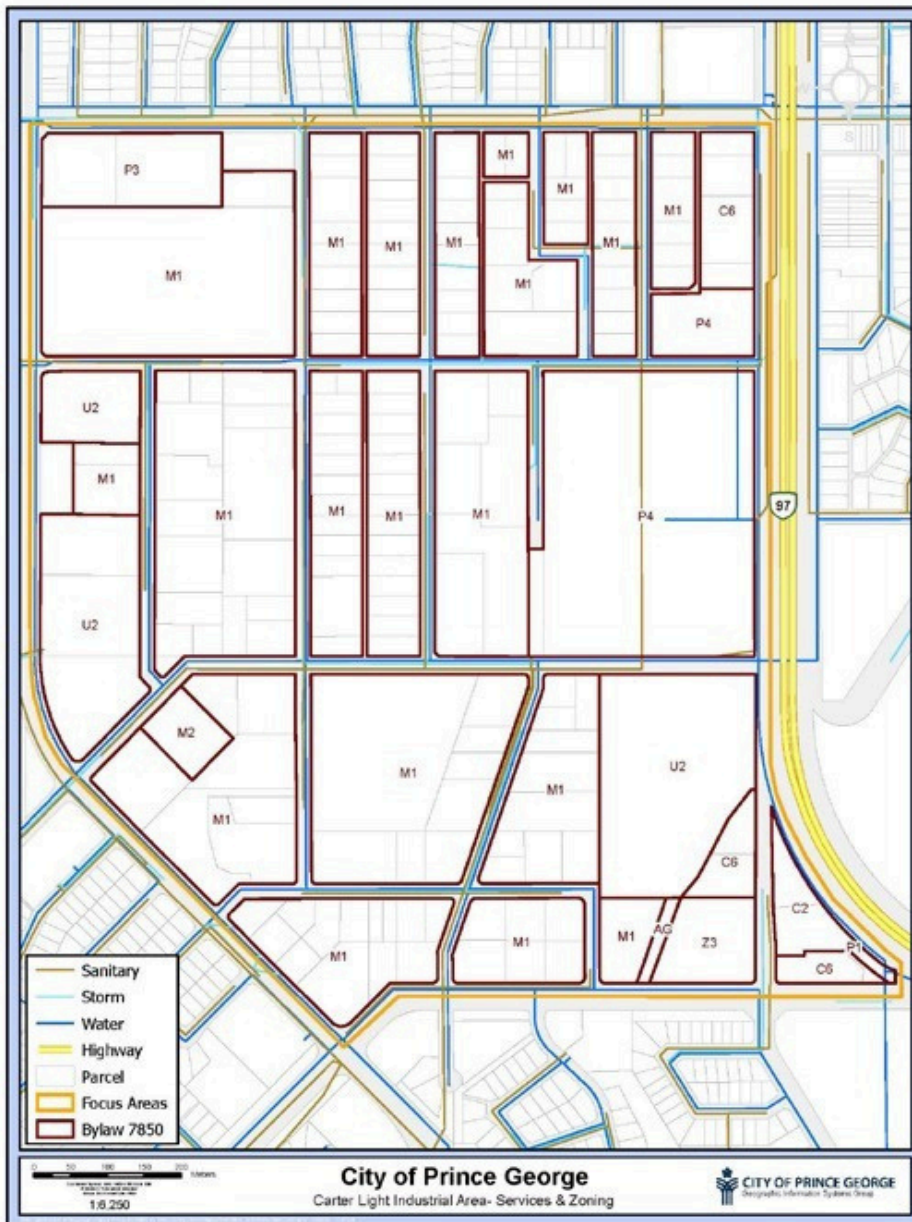 W E
S
P3
M1
M1
M1
M1
M1
M1
M1
M1
M1
C6
P4
U2
M1
U2
M1
M1
M1
M1
P4
97
M2
M1
M1
M1
U2
C6
M1
M1
M1
AG
Z3
C2
P1
C6
Sanitary
Storm
Water
Highway
Parcel
Focus Areas
Bylaw 7850
0 50 100 150 200
Meters
1:6,250
City of Prince George
Carter Light Industrial Area- Services & Zoning
CITY OF PRINCE GEORGE
Geographic Information Systems Group